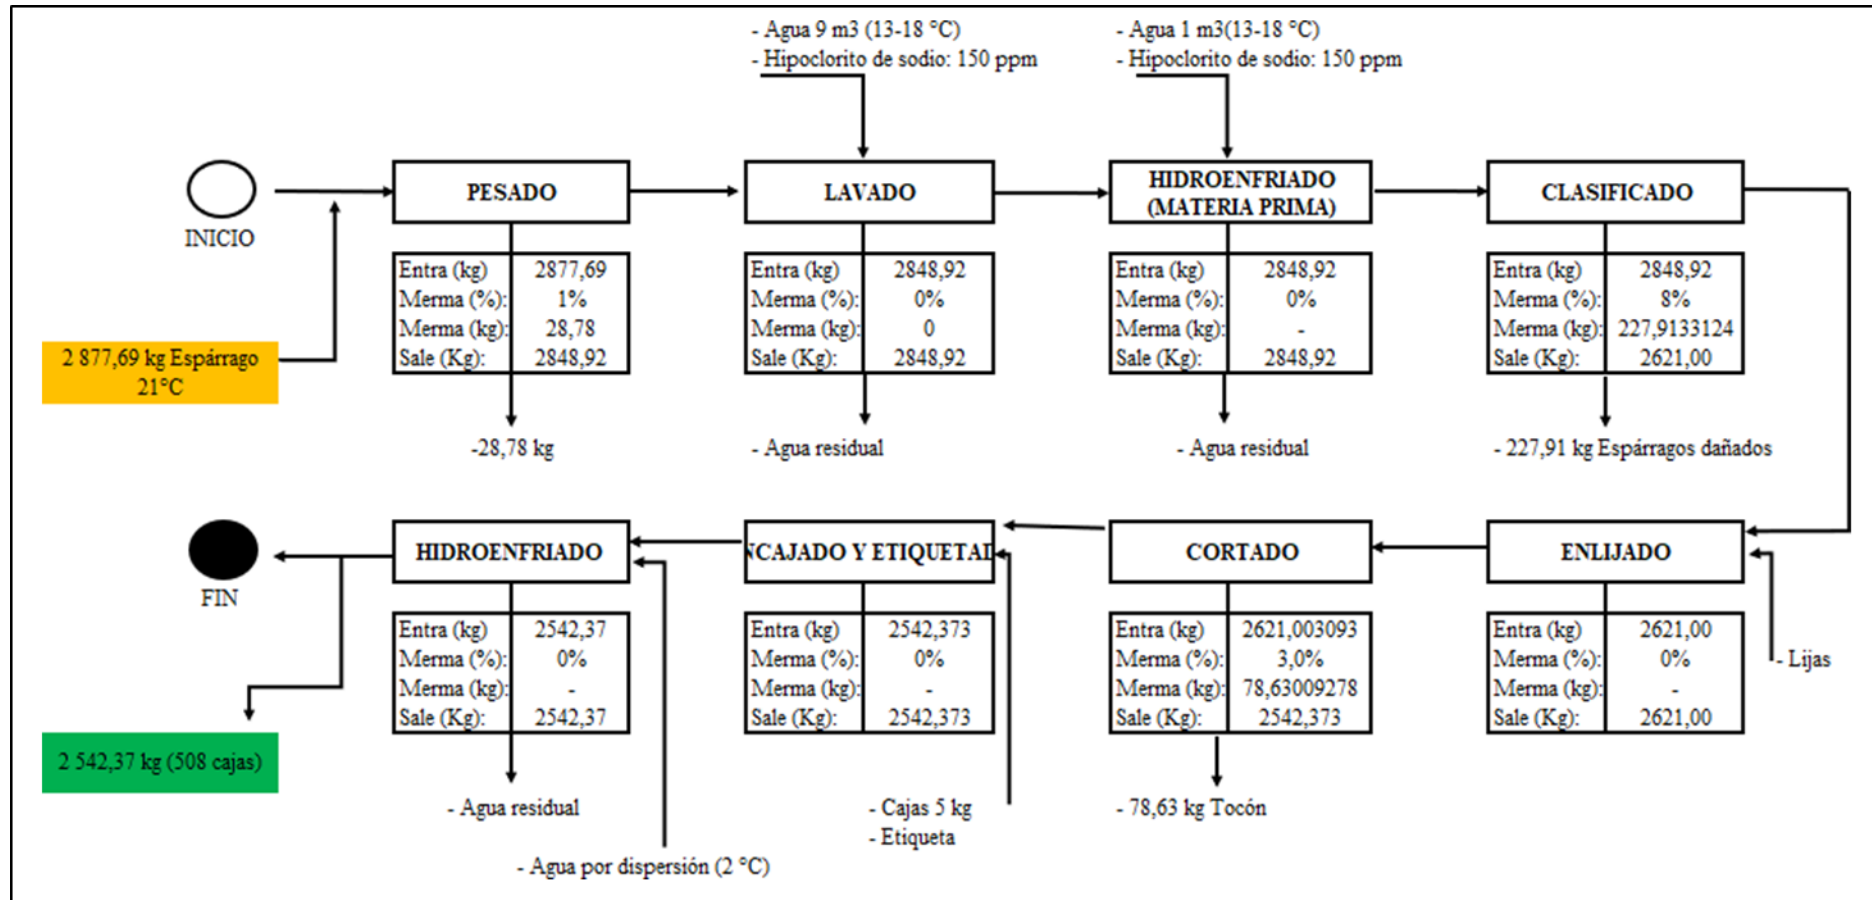 - Agua 9 m3 (13-18 °C)
- Hipoclorito de sodio: 150 ppm
- Agua 1 m3(13-18 °C)
- Hipoclorito de sodio: 150 ppm
INICIO
2 877,69 kg Espárrago
21°C
PESADO
Entra (kg) 2877,69
Merma (%): 1%
Merma (kg): 28,78
Sale (Kg): 2848,92
-28,78 kg
LAVADO
Entra (kg) 2848,92
Merma (%): 0%
Merma (kg): 0
Sale (Kg): 2848,92
- Agua residual
HIDROENFRIADO
(MATERIA PRIMA)
Entra (kg) 2848,92
Merma (%): 0%
Merma (kg): -
Sale (Kg): 2848,92
- Agua residual
CLASIFICADO
Entra (kg) 2848,92
Merma (%): 8%
Merma (kg): 227,9133124
Sale (Kg): 2621,00
- 227,91 kg Espárragos dañados
ENLIJADO
Entra (kg) 2621,00
Merma (%): 0%
Merma (kg): -
Sale (Kg): 2621,00
- Lijas
CORTADO
Entra (kg) 2621,003093
Merma (%): 3,0%
Merma (kg): 78,63009278
Sale (Kg): 2542,373
- 78,63 kg Tocón
NCAJADO Y ETIQUETAD
Entra (kg) 2542,373
Merma (%): 0%
Merma (kg): -
Sale (Kg): 2542,373
- Cajas 5 kg
- Etiqueta
HIDROENFRIADO
Entra (kg) 2542,37
Merma (%): 0%
Merma (kg): -
Sale (Kg): 2542,37
- Agua residual
- Agua por dispersión (2 °C)
FIN
2 542,37 kg (508 cajas)